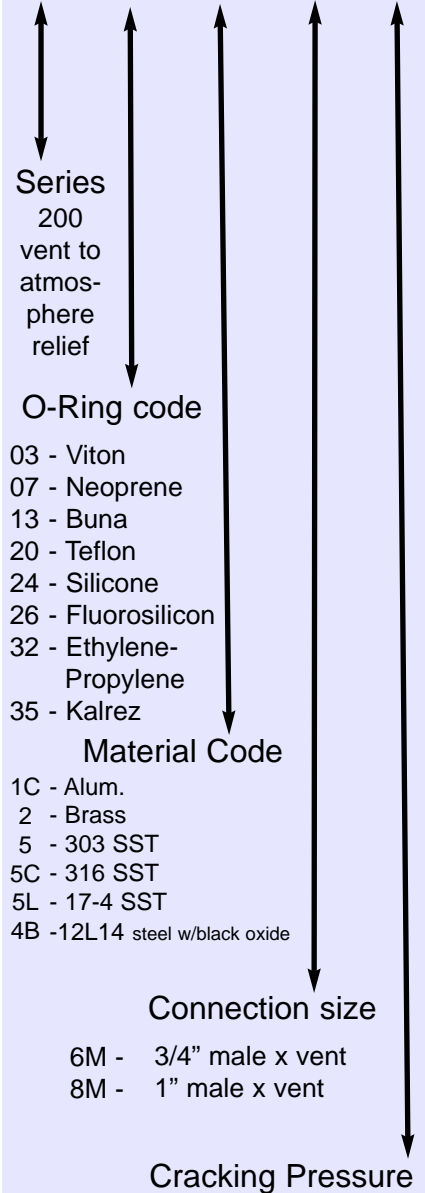 Series
200
vent to
atmos-
phere
relief
O-Ring code
03 - Viton
07 - Neoprene
13 - Buna
20 - Teflon
24 - Silicone
26 - Fluorosilicon
32 - Ethylene-
Propylene
35 - Kalrez
Material Code
1C - Alum.
2 - Brass
5 - 303 SST
5C - 316 SST
5L - 17-4 SST
4B -12L14 steel w/black oxide
Connection size
6M - 3/4” male x vent
8M - 1” male x vent
Cracking Pressure